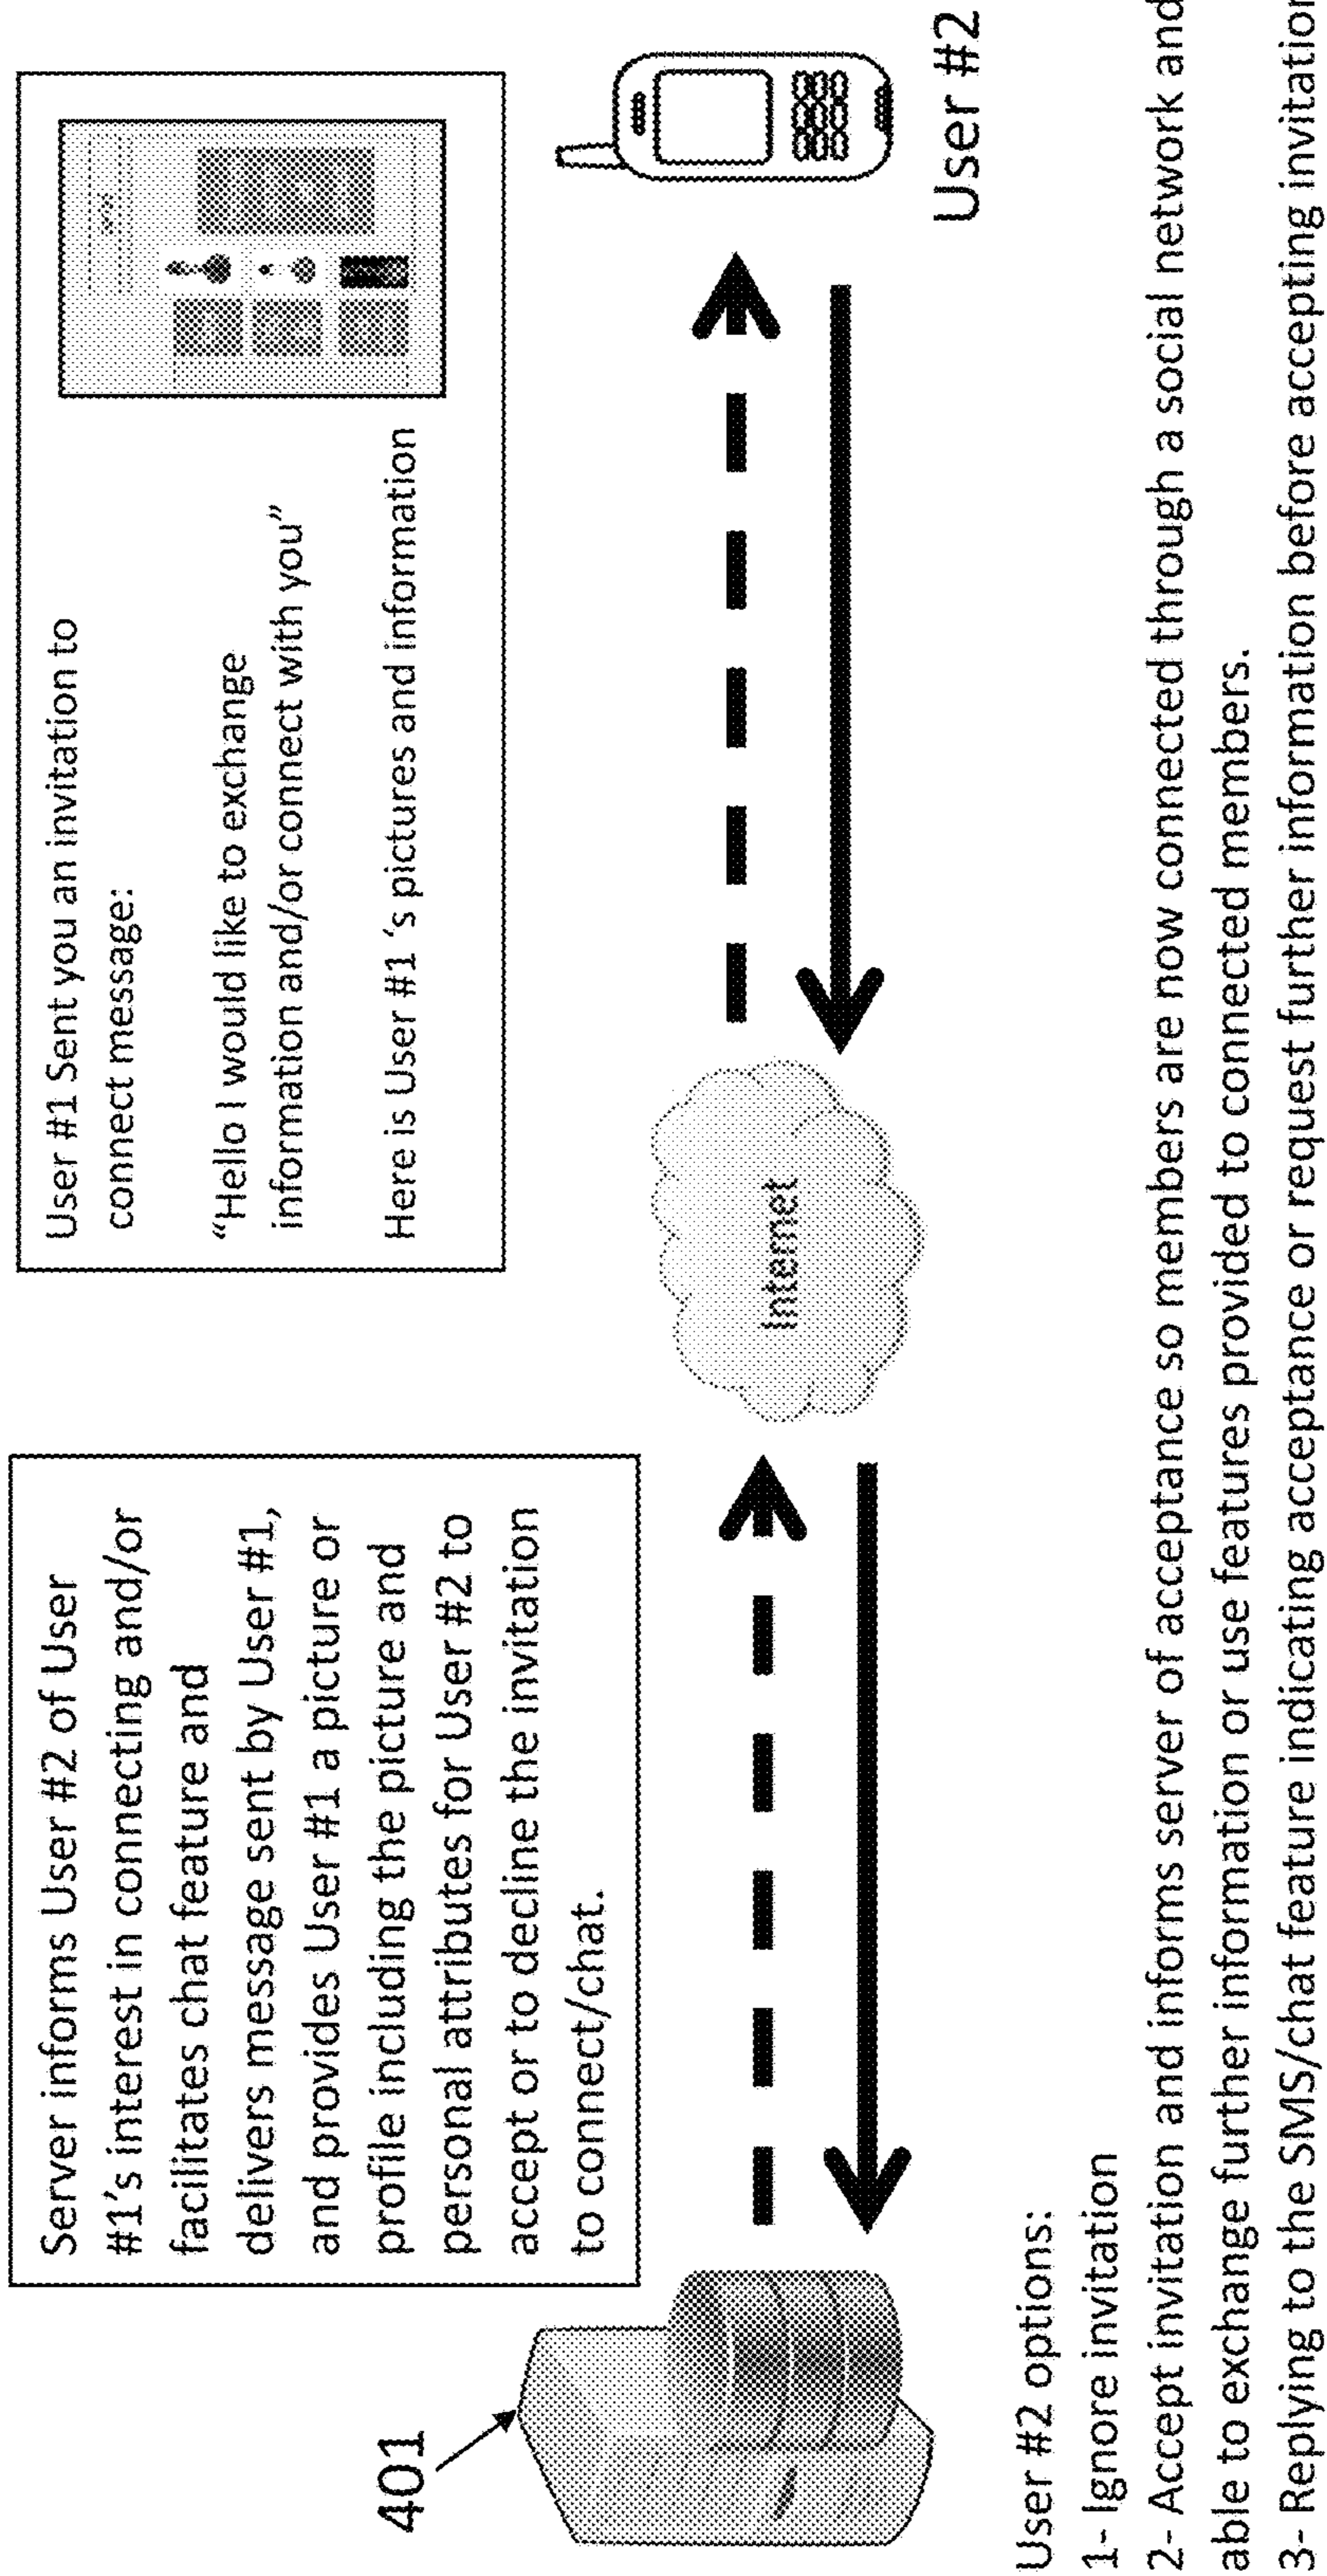 401
Server informs User #2 of User
#1's interest in connecting and/or
facilitates chat feature and
delivers message sent by User #1,
and provides User #1 a picture or
profile including the picture and
personal attributes for User #2 to
accept or to decline the invitation
to connect/chat.
User #1 Sent you an invitation to
connect message:
“Hello I would like to exchange
information and/or connect with you”
Here is User #1 ‘s pictures and information
Internet
User #2
User #2 options:
1- Ignore invitation
2- Accept invitation and informs server of acceptance so members are now connected through a social network and
able to exchange further information or use features provided to connected members.
3- Replying to the SMS/chat feature indicating acceptance or request further information before accepting invitation